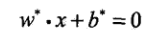 w* · x + b* = 0